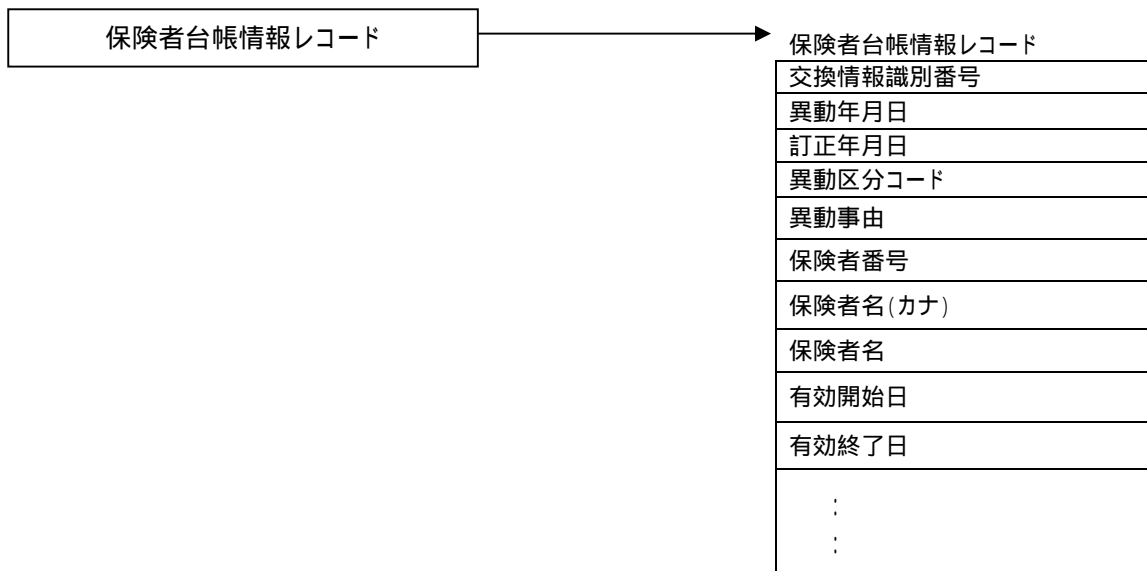 保険者台帳情報レコード
保険者台帳情報レコード
交換情報識別番号
異動年月日
訂正年月日
異動区分コード
異動事由
保険者番号
保険者名(カナ)
保険者名
有効開始日
有効終了日
:
: